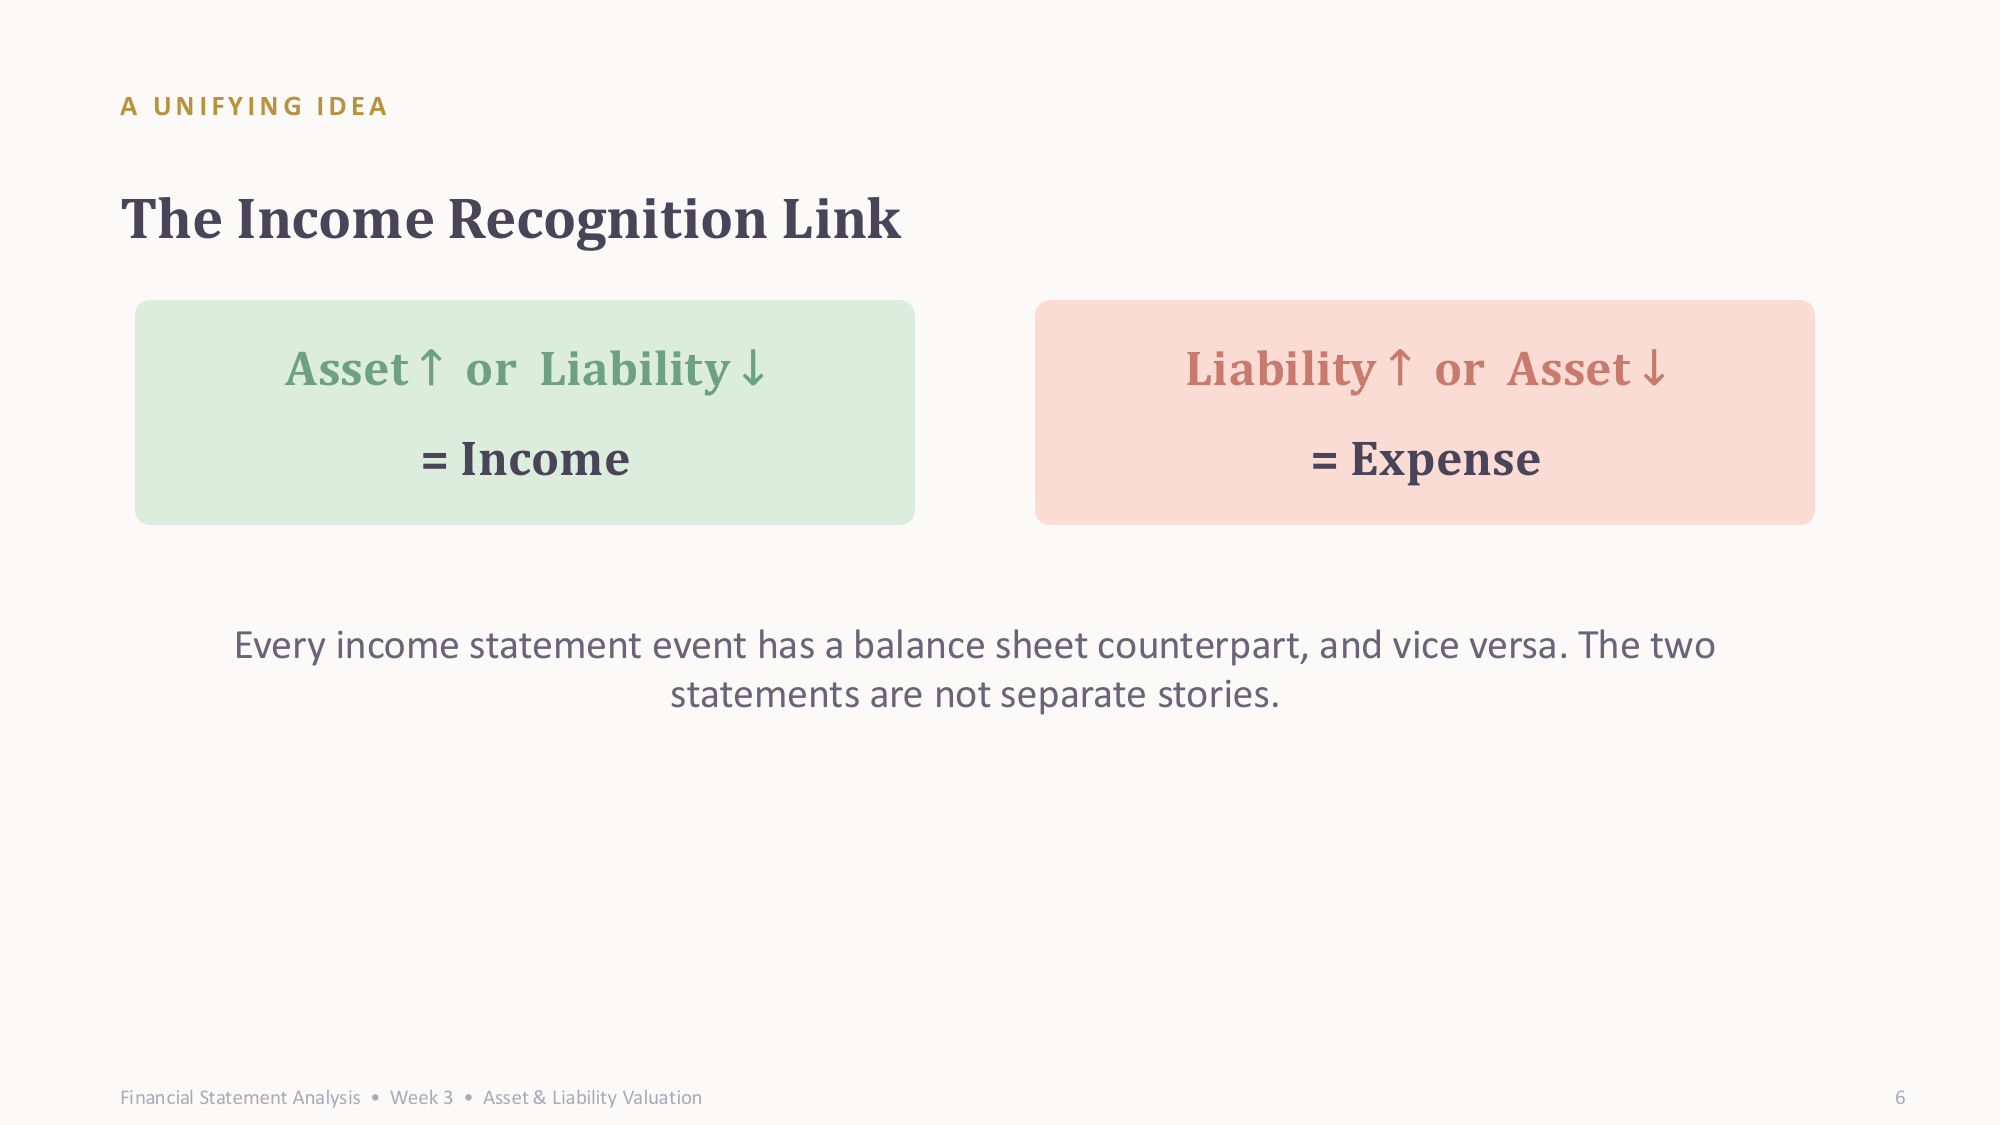 A UNIFYING IDEA
The Income Recognition Link
Asset↑ or Liability↓
= Income
Liability↑ or Asset↓
= Expense
Every income statement event has a balance sheet counterpart, and vice versa. The two
statements are not separate stories.
Financial Statement Analysis • Week 3 • Asset & Liability Valuation
6